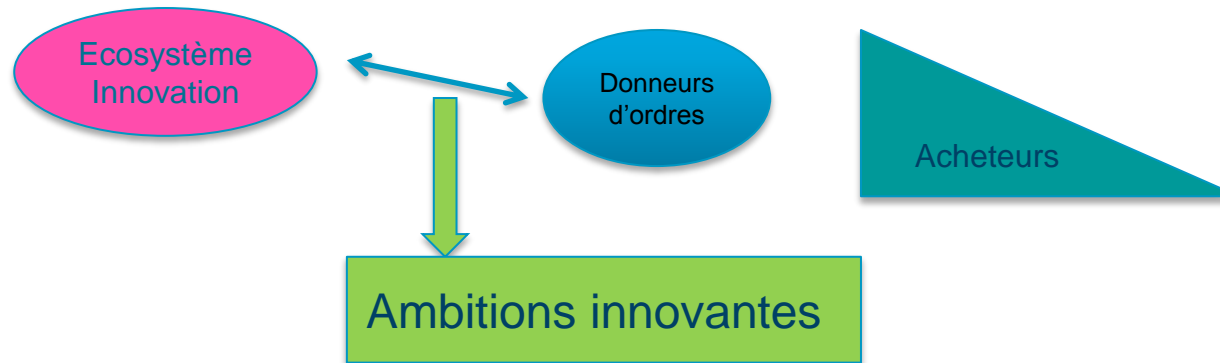 Ecosystème
Innovation
Donneurs
d’ordres
Acheteurs
Ambitions innovantes